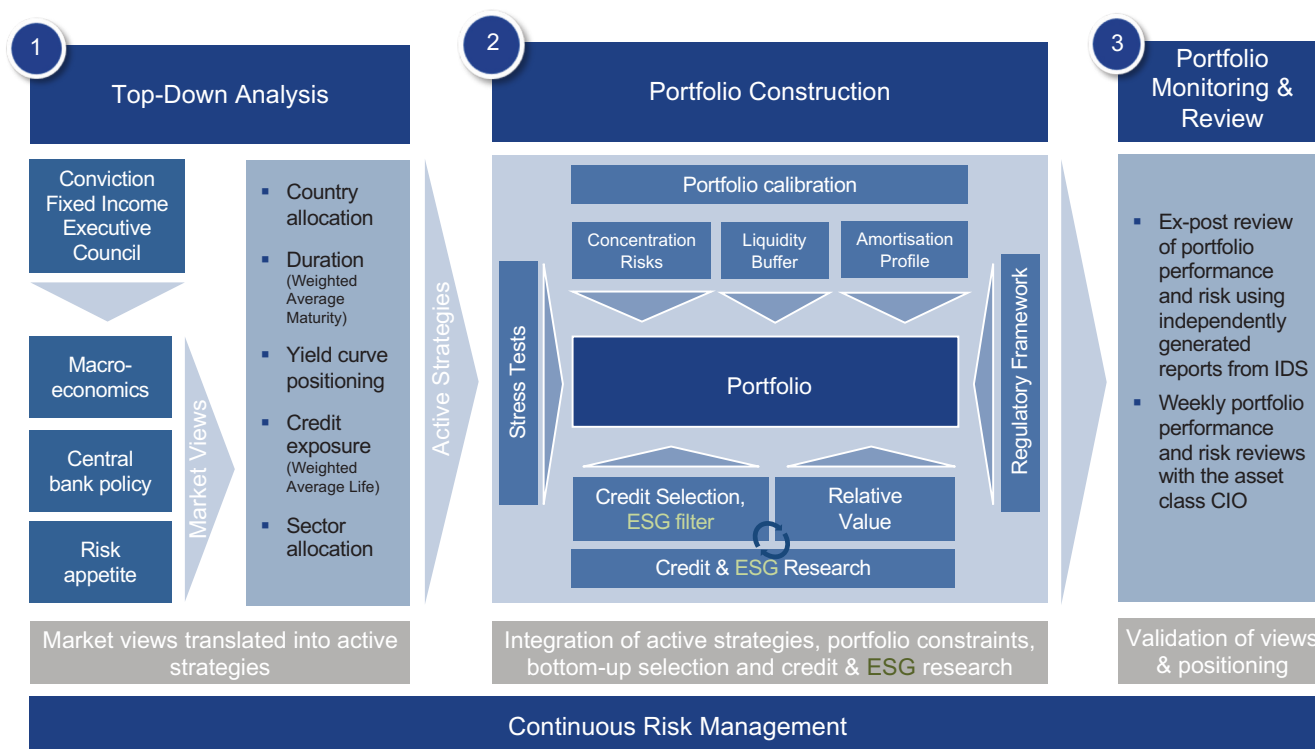 1
Top-Down Analysis
Conviction
Fixed Income
Executive
Council
Macro-
economics
Central
bank policy
Risk
appetite
Market Views
Country
allocation
Duration
(Weighted
Average
Maturity)
Yield curve
positioning
Credit
exposure
(Weighted
Average Life)
Sector
allocation
Market views translated into active
strategies
Active Strategies
2
Portfolio Construction
Portfolio calibration
Concentration
Risks
Liquidity
Buffer
Amortisation
Profile
Stress Tests
Portfolio
Regulatory Framework
Credit Selection,
ESG filter
Relative
Value
Credit & ESG Research
Integration of active strategies, portfolio constraints,
bottom-up selection and credit & ESG research
3
Portfolio
Monitoring &
Review
Ex-post review
of portfolio
performance
and risk using
independently
generated
reports from IDS
Weekly portfolio
performance
and risk reviews
with the asset
class CIO
Validation of views
& positioning
Continuous Risk Management